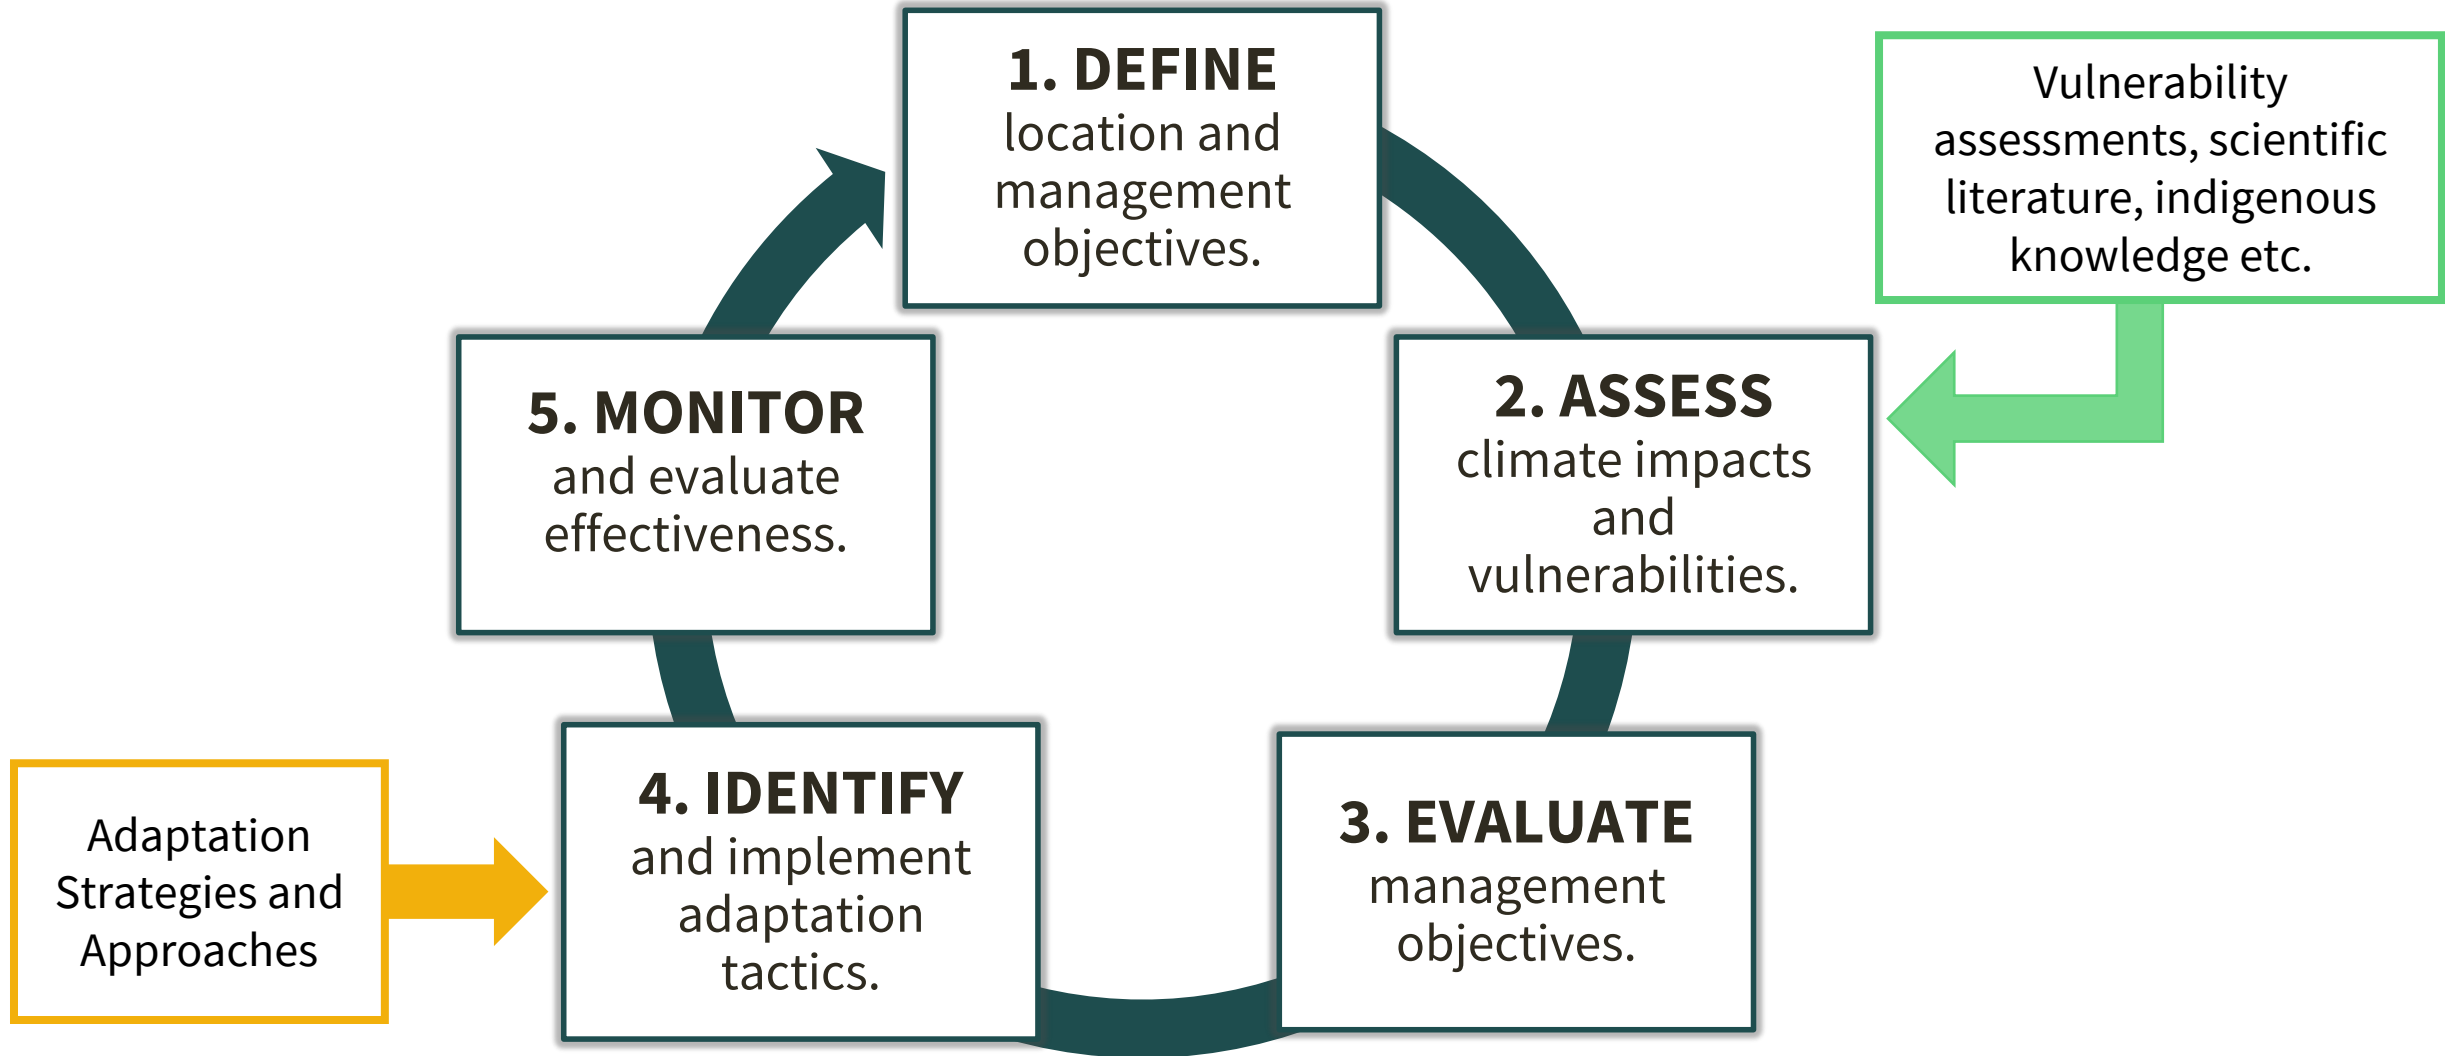 1. DEFINE
location and
management
objectives.
Vulnerability
assessments, scientific
literature, indigenous
knowledge etc.
2. ASSESS
climate impacts
and
vulnerabilities.
3. EVALUATE
management
objectives.
4. IDENTIFY
and implement
adaptation
tactics.
Adaptation
Strategies and
Approaches
5. MONITOR
and evaluate
effectiveness.